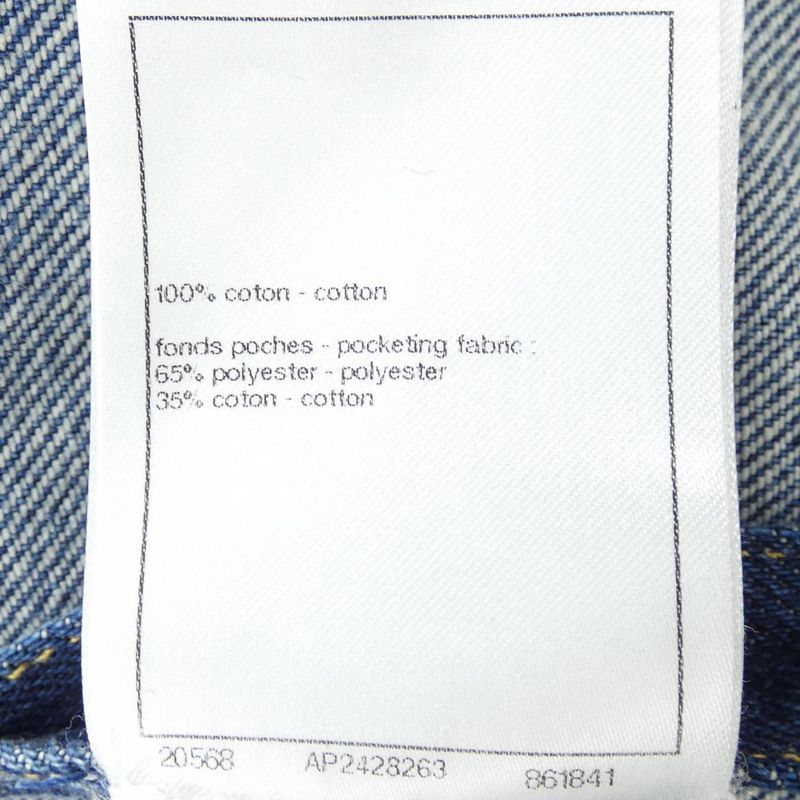 100% coton - cotton
fonds poches - pocketing fabric :
65% polyester - polyester
35% coton - cotton
20568 AP2428263 861841